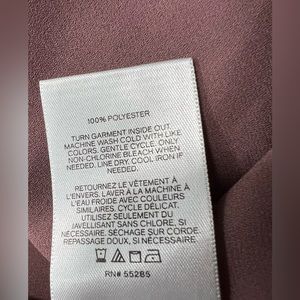 100% POLYESTER
TURN GARMENT INSIDE OUT.
MACHINE WASH COLD WITH LIKE
COLORS. GENTLE CYCLE. ONLY
NON-CHLORINE BLEACH WHEN
NEEDED. LINE DRY. COOL IRON IF
NEEDED.
RETOURNEZ LE VÊTEMENT À
L'ENVERS. LAVER À LA MACHINE À
L'EAU FROIDE AVEC COULEURS
SIMILAIRES. CYCLE DÉLICAT.
UTILISEZ SEULEMENT DU
JAVELLISANT SANS CHLORE, SI
NÉCESSAIRE. SÉCHAGE SUR CORDE.
REPASSAGE DOUX, SI NÉCESSAIRE.
RN# 55285